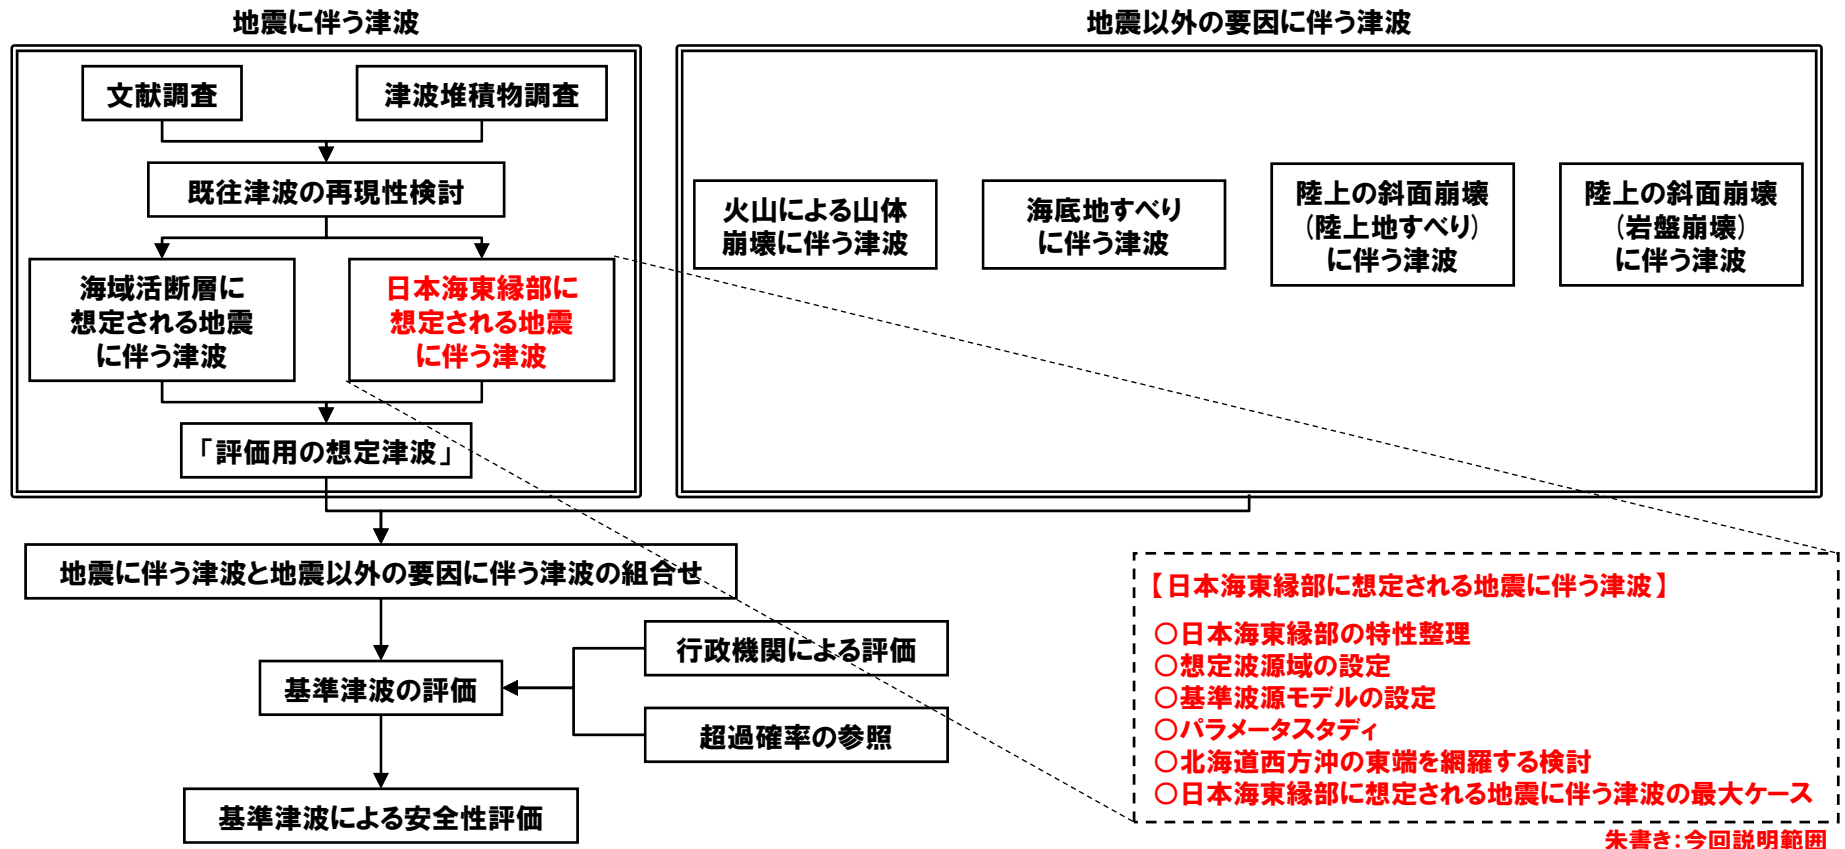 地震に伴う津波
地震以外の要因に伴う津波
文献調査
津波堆積物調査
既往津波の再現性検討
海域活断層に
想定される地震
に伴う津波
日本海東縁部に
想定される地震
に伴う津波
「評価用の想定津波」
火山による山体
崩壊に伴う津波
海底地すべり
に伴う津波
陸上の斜面崩壊
(陸上地すべり)
に伴う津波
陸上の斜面崩壊
(岩盤崩壊)
に伴う津波
地震に伴う津波と地震以外の要因に伴う津波の組合せ
基準津波の評価
行政機関による評価
超過確率の参照
基準津波による安全性評価
【日本海東縁部に想定される地震に伴う津波】
○日本海東縁部の特性整理
○想定波源域の設定
○基準波源モデルの設定
○パラメータスタディ
○北海道西方沖の東端を網羅する検討
○日本海東縁部に想定される地震に伴う津波の最大ケース
朱書き：今回説明範囲